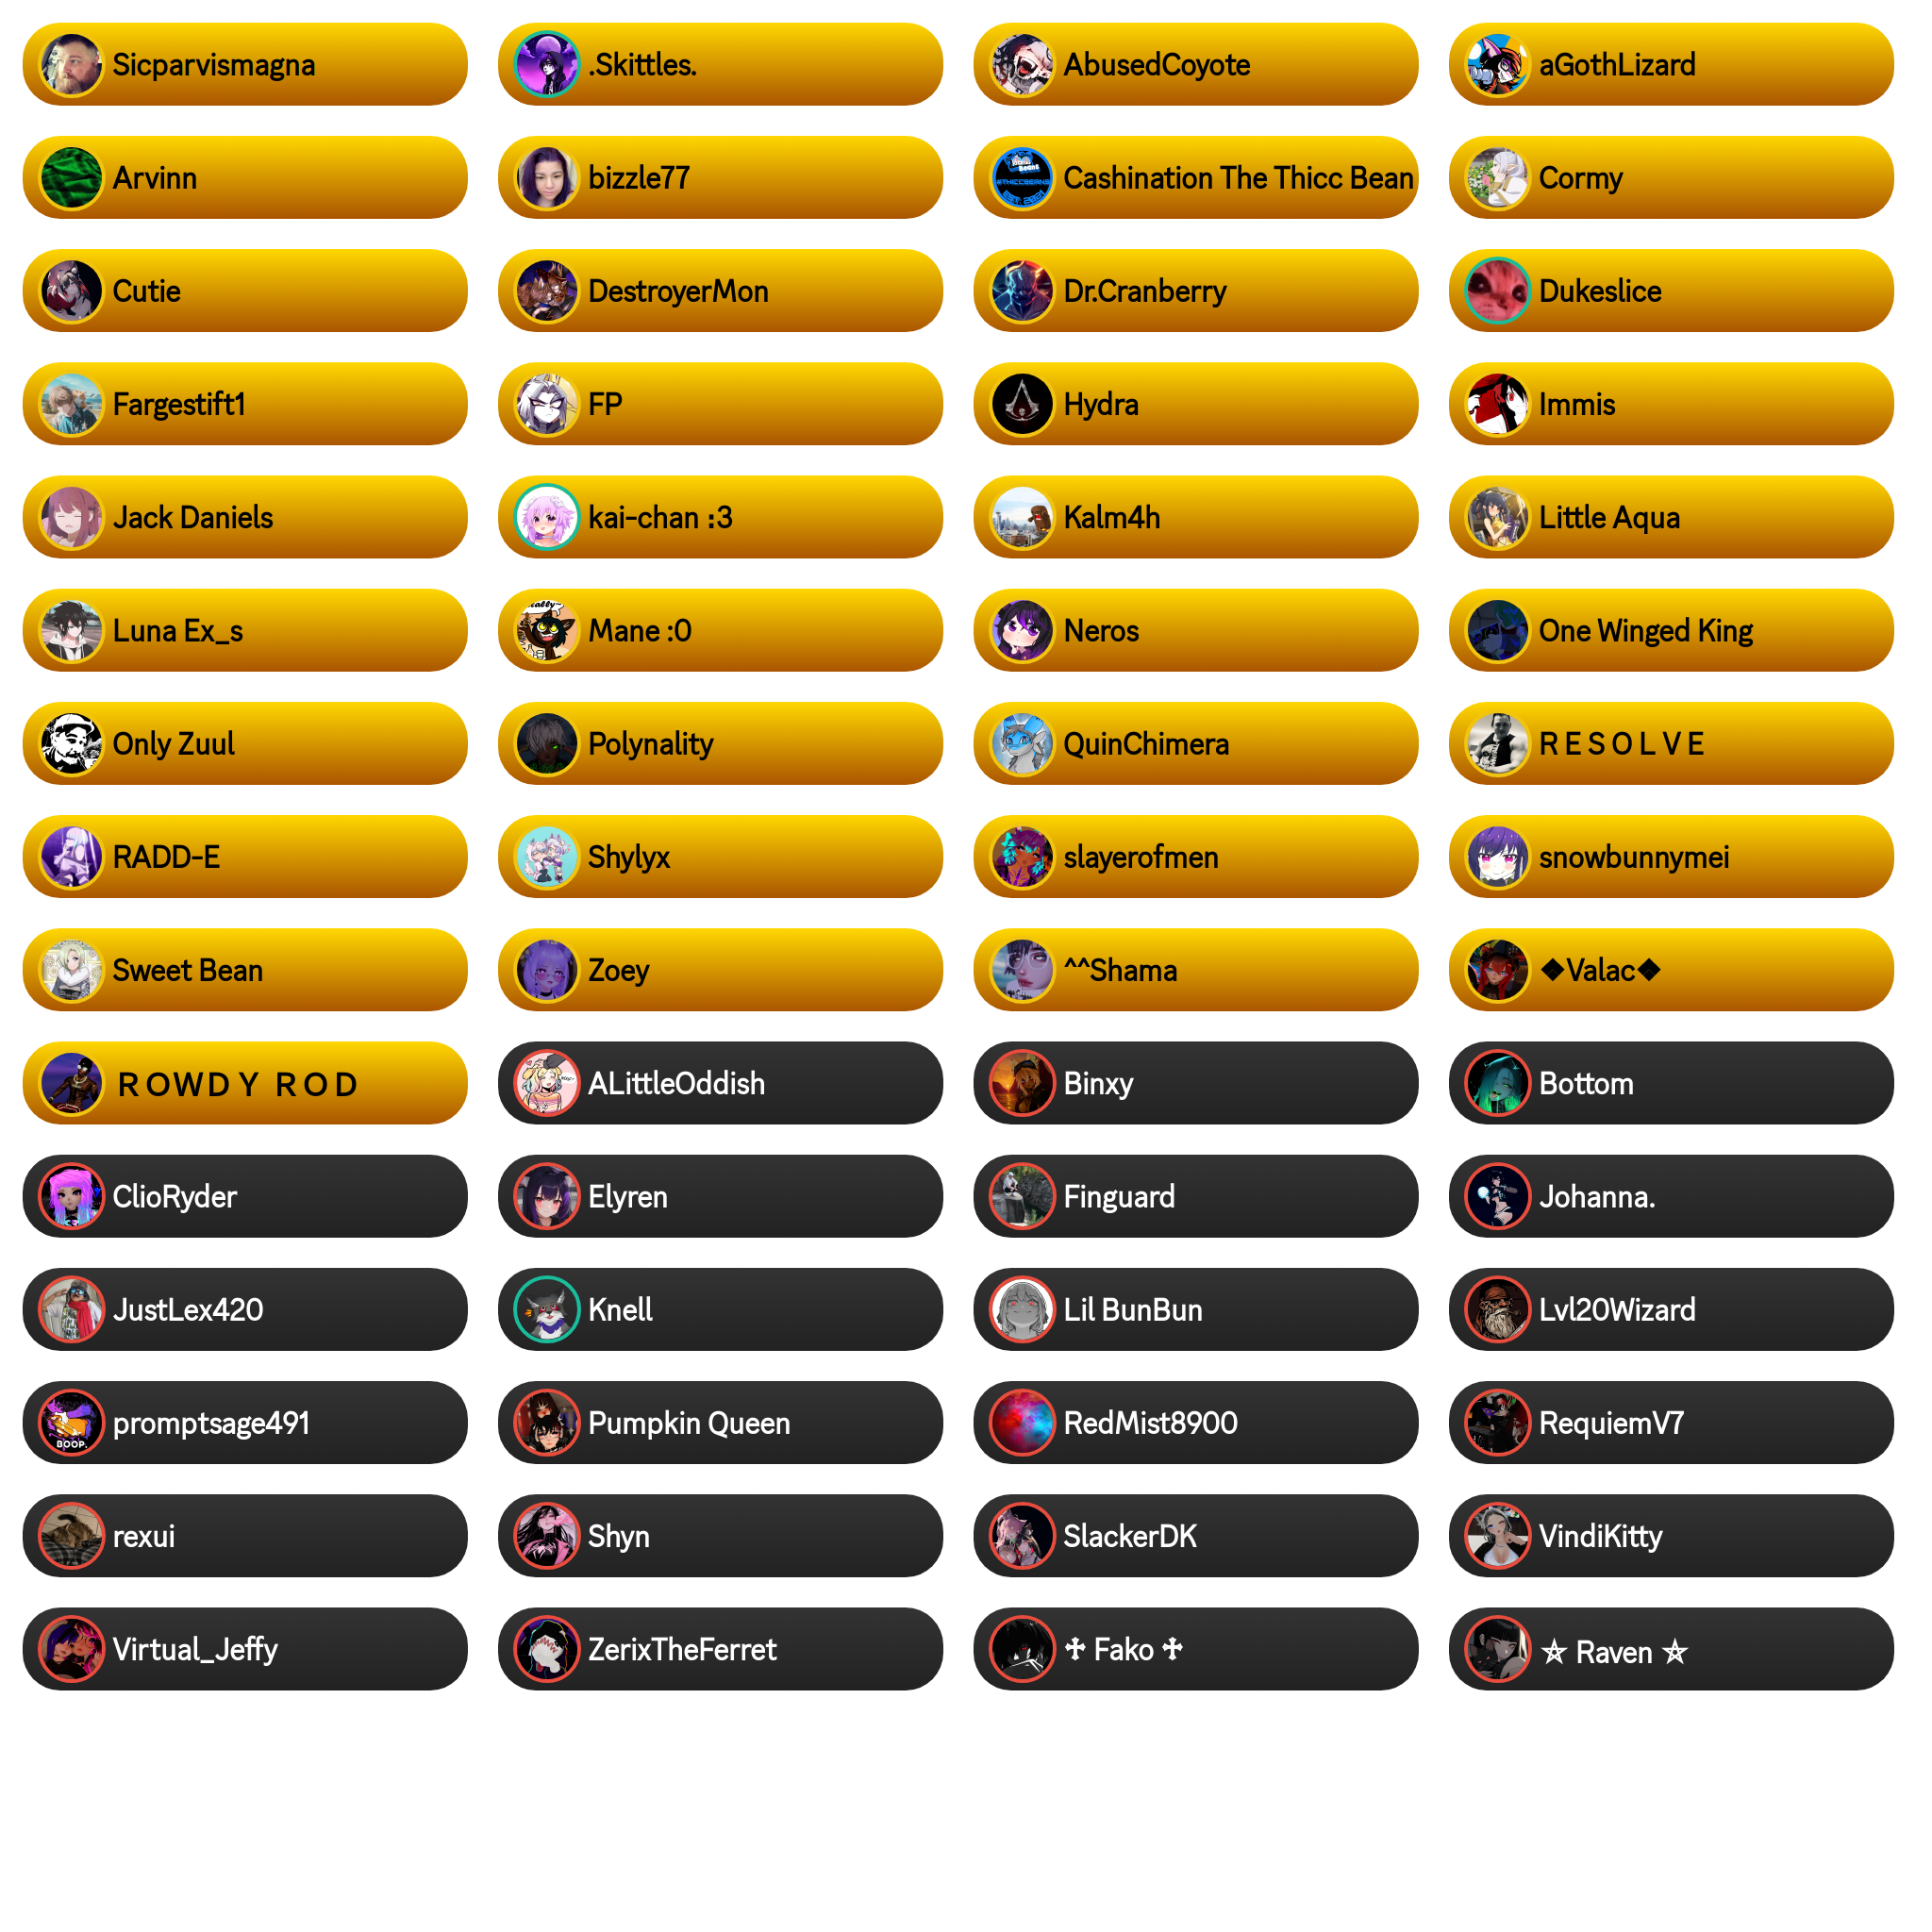 Sicparvismagna
.Skittles.
AbusedCoyote
aGothLizard
Arvinn
bizzle77
#THICCBEANS
Cashination The Thicc Bean
Cormy
Cutie
DestroyerMon
Dr.Cranberry
Dukeslice
Fargestift1
FP
Hydra
Immis
Jack Daniels
kai-chan :3
Kalm4h
Little Aqua
Luna Ex_s
Mane :0
Neros
One Winged King
Only Zuul
Polynality
QuinChimera
R E S O L V E
RADD-E
Shylyx
slayerofmen
snowbunnymei
Sweet Bean
Zoey
^^Shama
❖Valac❖
R O W D Y  R O D
ALittleOddish
Binxy
Bottom
ClioRyder
Elyren
Finguard
Johanna.
JustLex420
Knell
Lil BunBun
Lvl20Wizard
BOOP.
promptsage491
Pumpkin Queen
RedMist8900
RequiemV7
rexui
Shyn
SlackerDK
VindiKitty
Virtual_Jeffy
ZerixTheFerret
♱ Fako ♱
⛤ Raven ⛤